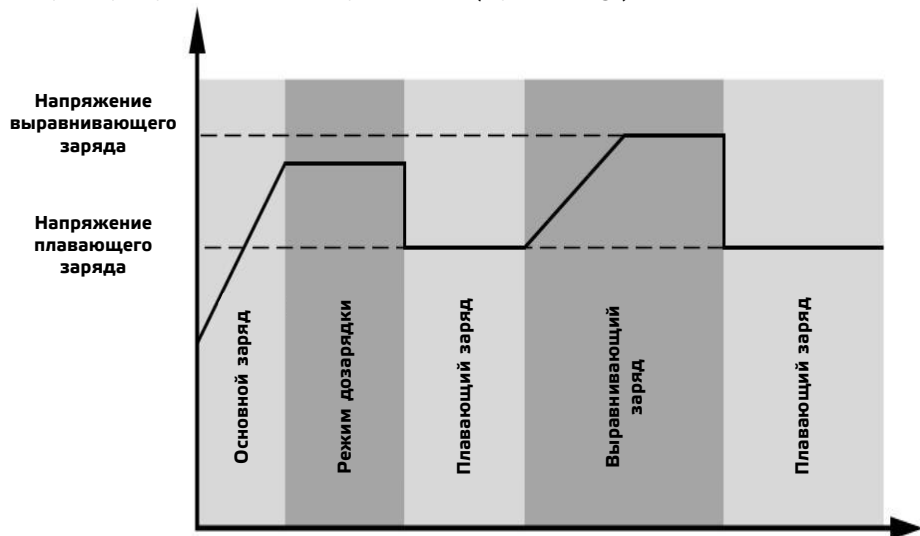 Напряжение
выравнивающего
заряда
Напряжение
плавающего
заряда
Основной заряд
Режим дозарядки
Плавающий заряд
Выравнивающий
заряд
Плавающий заряд